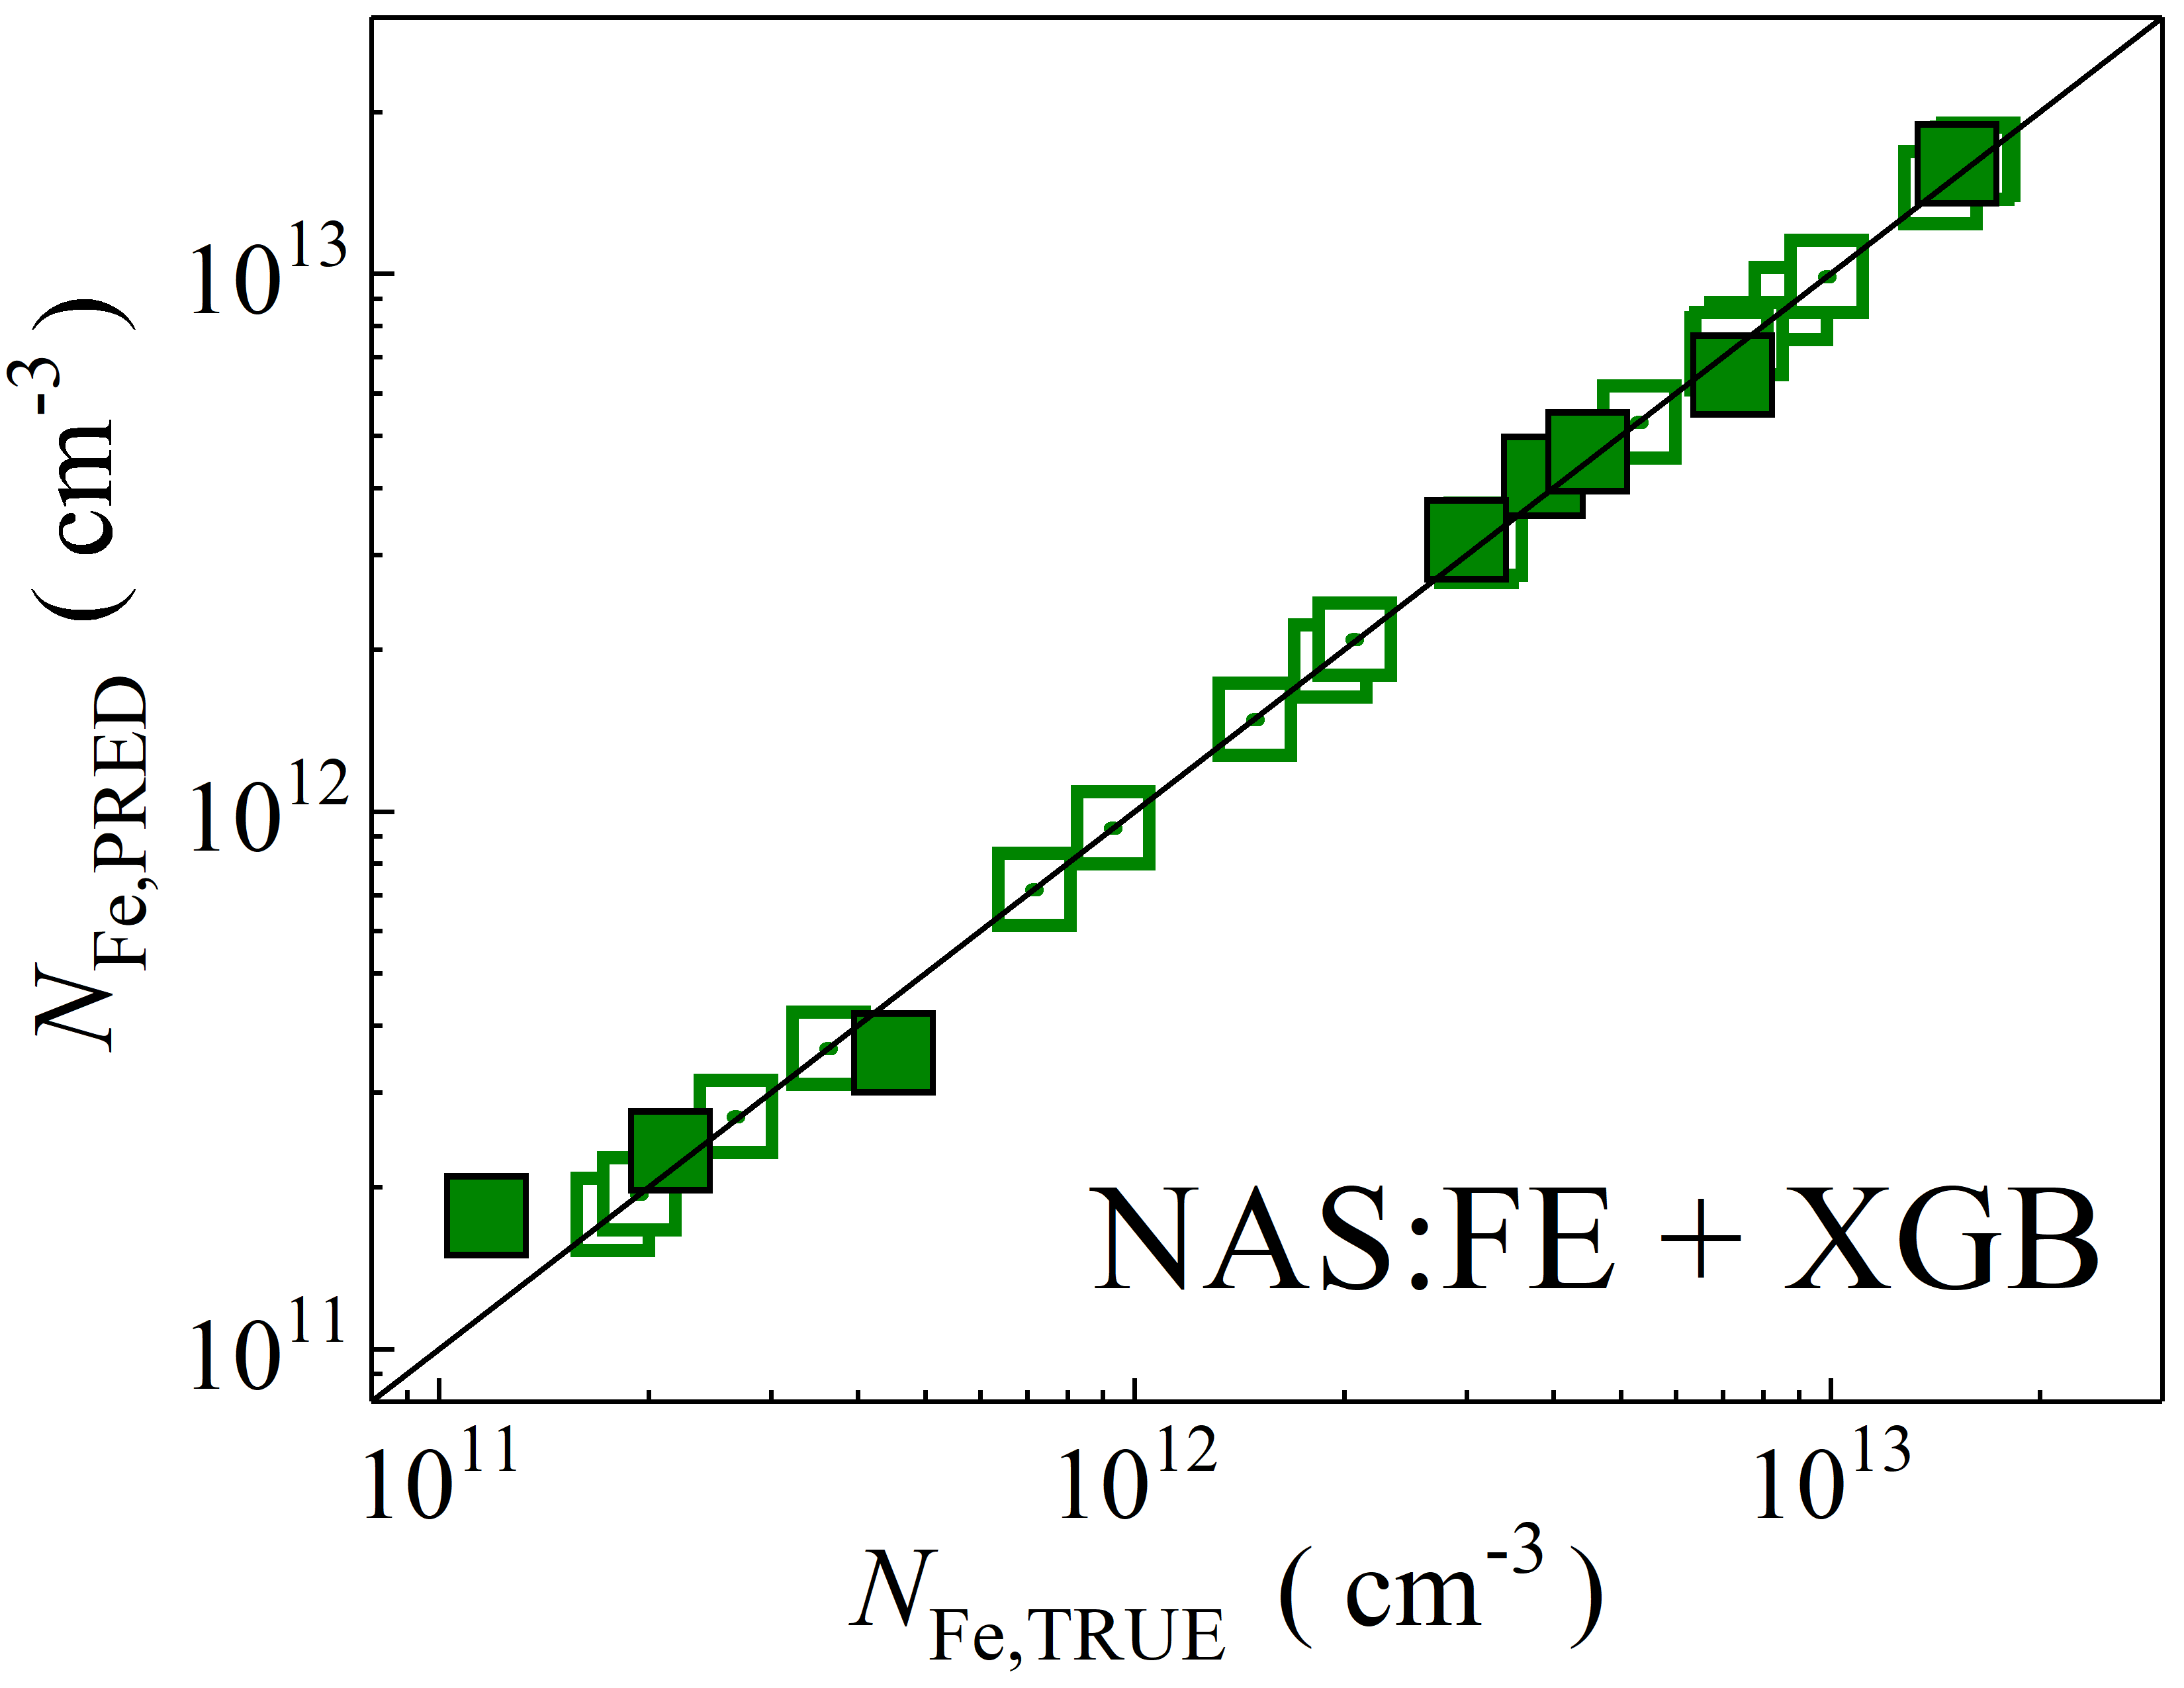 N_Fe,PRED ( cm^-3 )
10^13
10^12
10^11
NAS:FE + XGB
10^11 10^12 10^13
N_Fe,TRUE ( cm^-3 )